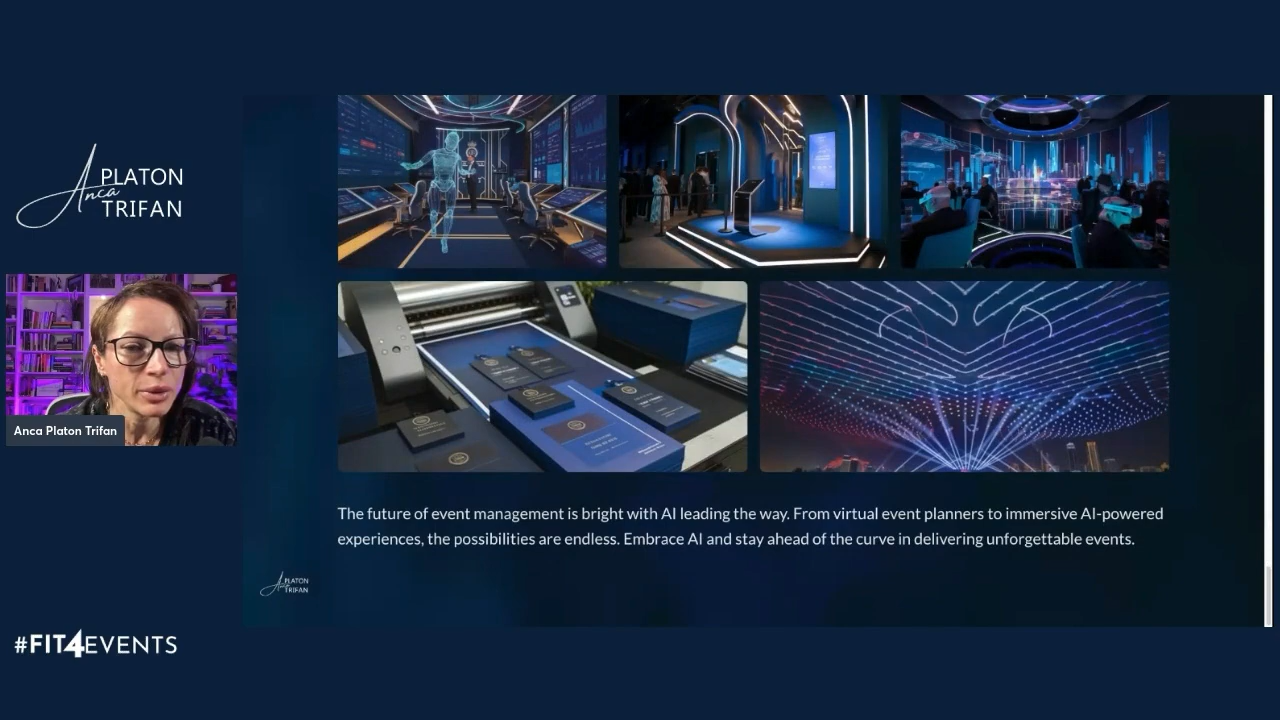 Anca
PLATON
TRIFAN
Anca Platon Trifan
The future of event management is bright with AI leading the way. From virtual event planners to immersive AI-powered
experiences, the possibilities are endless. Embrace AI and stay ahead of the curve in delivering unforgettable events.
Anca
PLATON
TRIFAN
#FIT4EVENTS